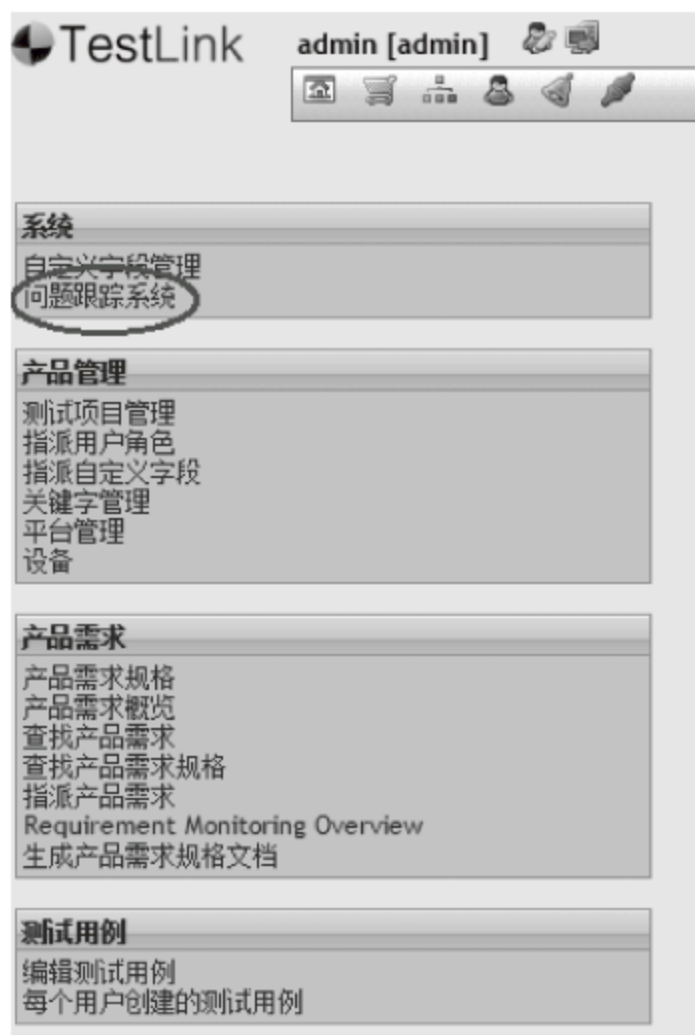 TestLink admin [admin]
系统
自定义字段管理
问题跟踪系统
产品管理
测试项目管理
指派用户角色
指派自定义字段
关键字管理
平台管理
设备
产品需求
产品需求规格
产品需求概览
查找产品需求
查找产品需求规格
指派产品需求
Requirement Monitoring Overview
生成产品需求规格文档
测试用例
编辑测试用例
每个用户创建的测试用例